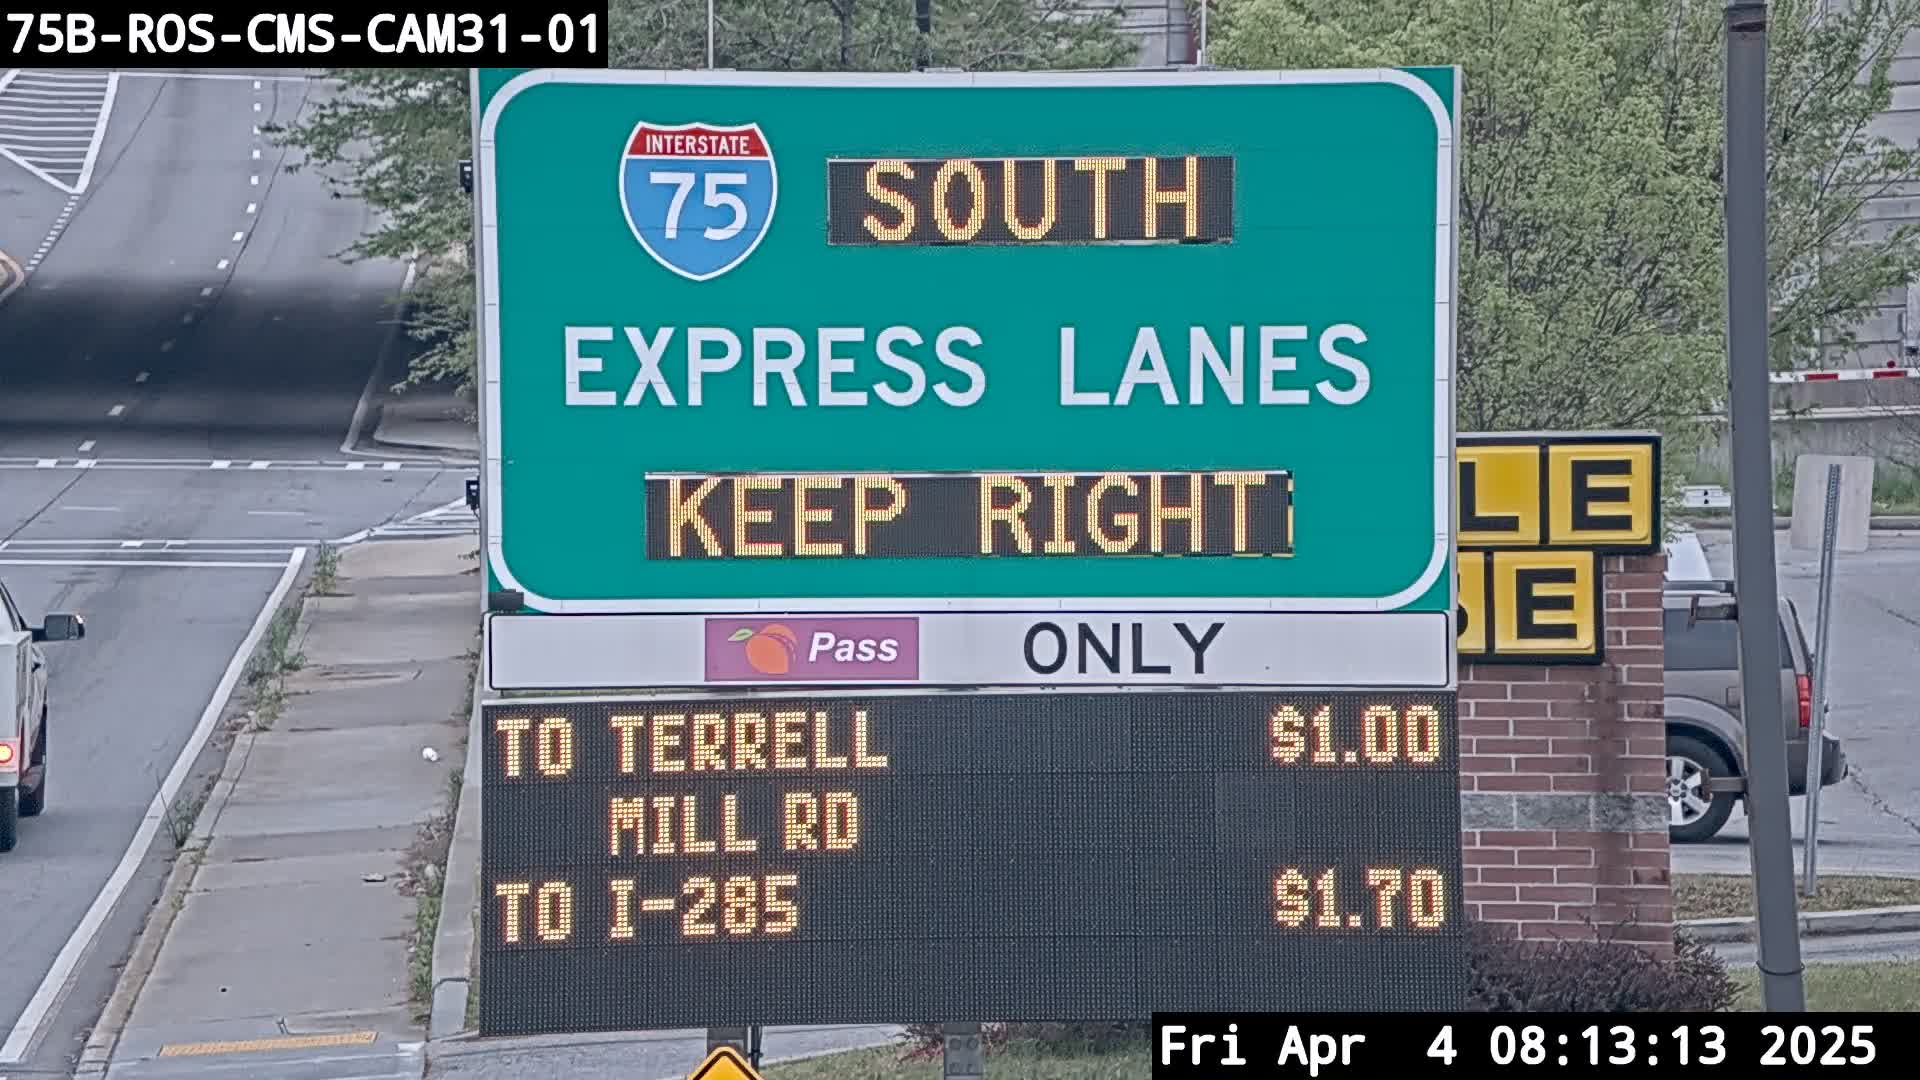 75B-ROS-CMS-CAM31-01
INTERSTATE
75
SOUTH
EXPRESS LANES
KEEP RIGHT
Pass ONLY
TO TERRELL $1.00
MILL RD
TO I-285 $1.70
LE
E
Fri Apr 4 08:13:13 2025